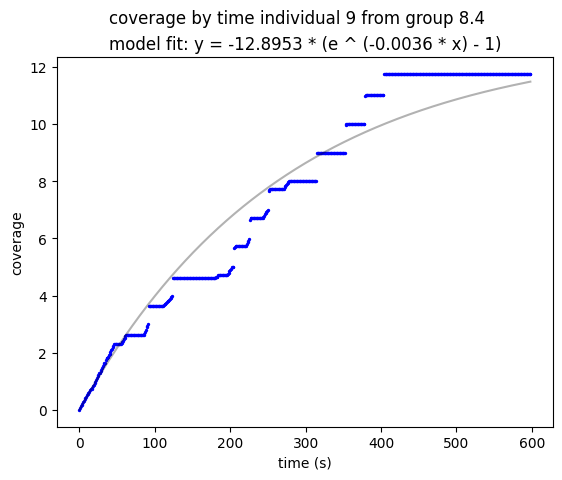 coverage by time individual 9 from group 8.4
model fit: y = -12.8953 * (e ^ (-0.0036 * x) - 1)
12
10
8
6
4
2
0
coverage
0 100 200 300 400 500 600
time (s)